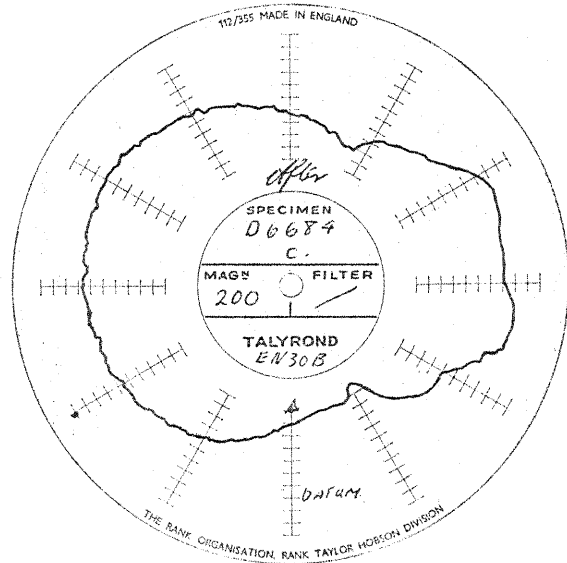 112/355 MADE IN ENGLAND
After
SPECIMEN
D6684
C.
MAGN FILTER
200 /
TALYROND
EN30B
DATUM
THE RANK ORGANISATION, RANK TAYLOR HOBSON DIVISION